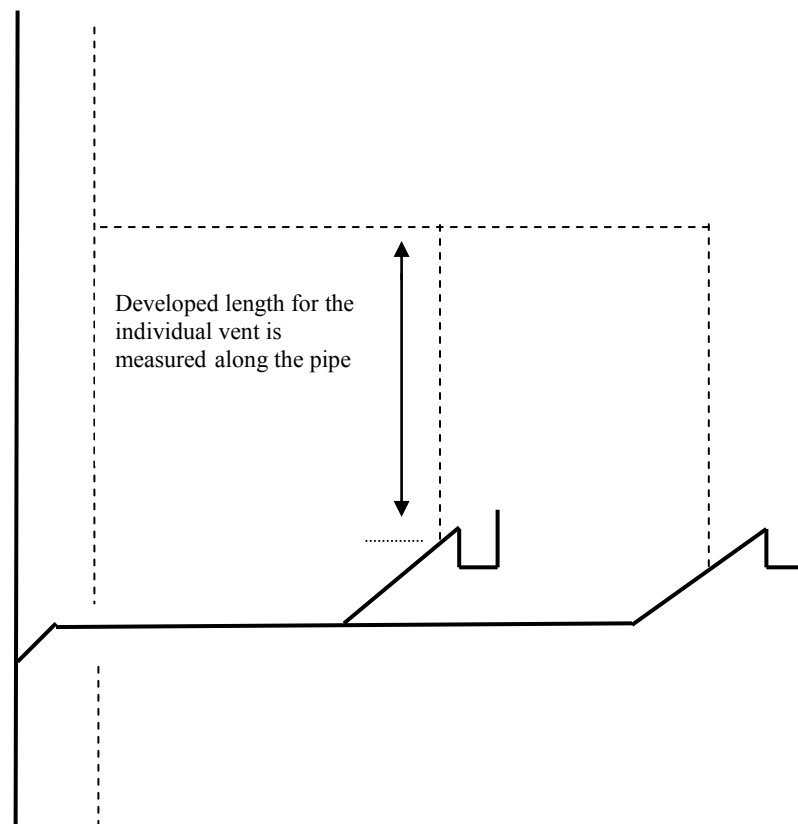 Developed length for the
individual vent is
measured along the pipe